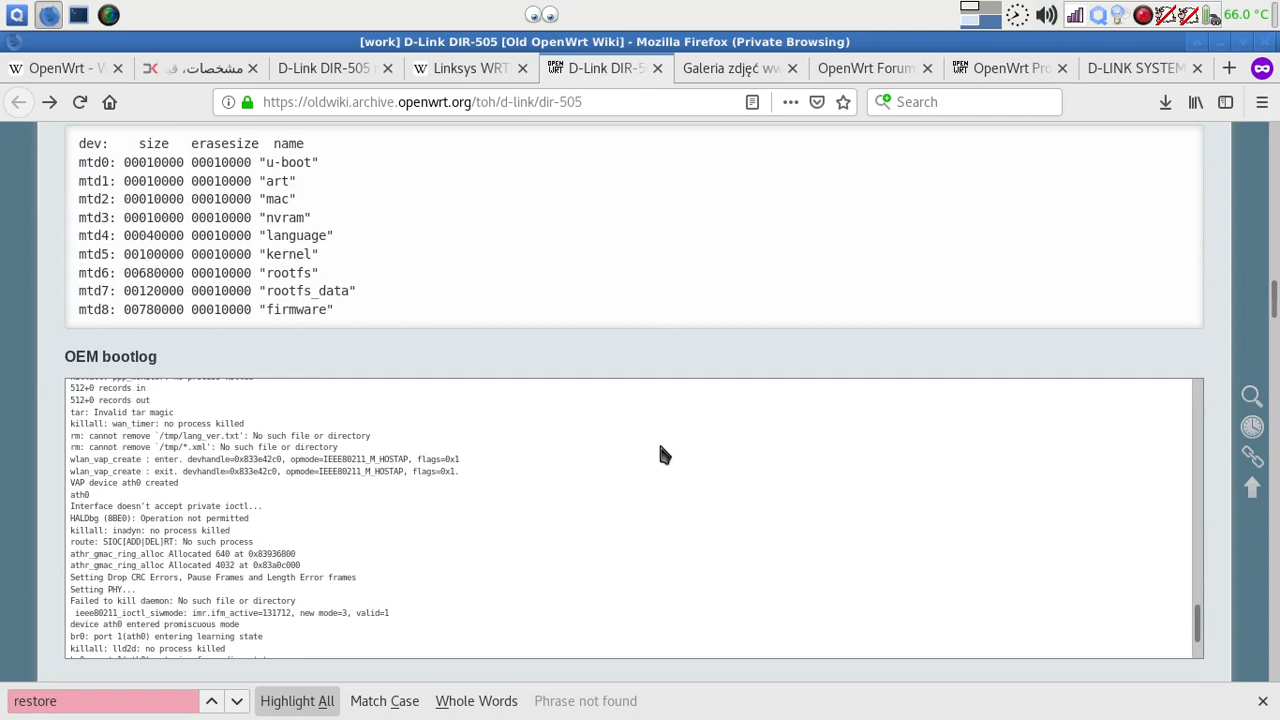 66.0 °C
[work] D-Link DIR-505 [Old OpenWrt Wiki] - Mozilla Firefox (Private Browsing)
OpenWrt - W
مشخصات، قی
D-Link DIR-505 r
Linksys WRT
D-Link DIR-5
Galeria zdjęć ww
OpenWrt Forum
OpenWrt Pro
D-LINK SYSTEM
https://oldwiki.archive.openwrt.org/toh/d-link/dir-505
Search
dev: size erasesize name
mtd0: 00010000 00010000 "u-boot"
mtd1: 00010000 00010000 "art"
mtd2: 00010000 00010000 "mac"
mtd3: 00010000 00010000 "nvram"
mtd4: 00040000 00010000 "language"
mtd5: 00100000 00010000 "kernel"
mtd6: 00680000 00010000 "rootfs"
mtd7: 00120000 00010000 "rootfs_data"
mtd8: 00780000 00010000 "firmware"
OEM bootlog
512+0 records in
512+0 records out
tar: Invalid tar magic
killall: wan_timer: no process killed
rm: cannot remove `/tmp/lang_ver.txt': No such file or directory
rm: cannot remove `/tmp/*.xml': No such file or directory
wlan_vap_create : enter. devhandle=0x833e42c0, opmode=IEEE80211_M_HOSTAP, flags=0x1
wlan_vap_create : exit. devhandle=0x833e42c0, opmode=IEEE80211_M_HOSTAP, flags=0x1.
VAP device ath0 created
ath0
Interface doesn't accept private ioctl...
HALDbg (8BE0): Operation not permitted
killall: inadyn: no process killed
route: SIOC[ADD|DEL]RT: No such process
athr_gmac_ring_alloc Allocated 640 at 0x83936800
athr_gmac_ring_alloc Allocated 4032 at 0x83a0c000
Setting Drop CRC Errors, Pause Frames and Length Error frames
Setting PHY...
Failed to kill daemon: No such file or directory
ieee80211_ioctl_siwmode: imr.ifm_active=131712, new mode=3, valid=1
device ath0 entered promiscuous mode
br0: port 1(ath0) entering learning state
killall: lld2d: no process killed
restore
Highlight All
Match Case
Whole Words
Phrase not found